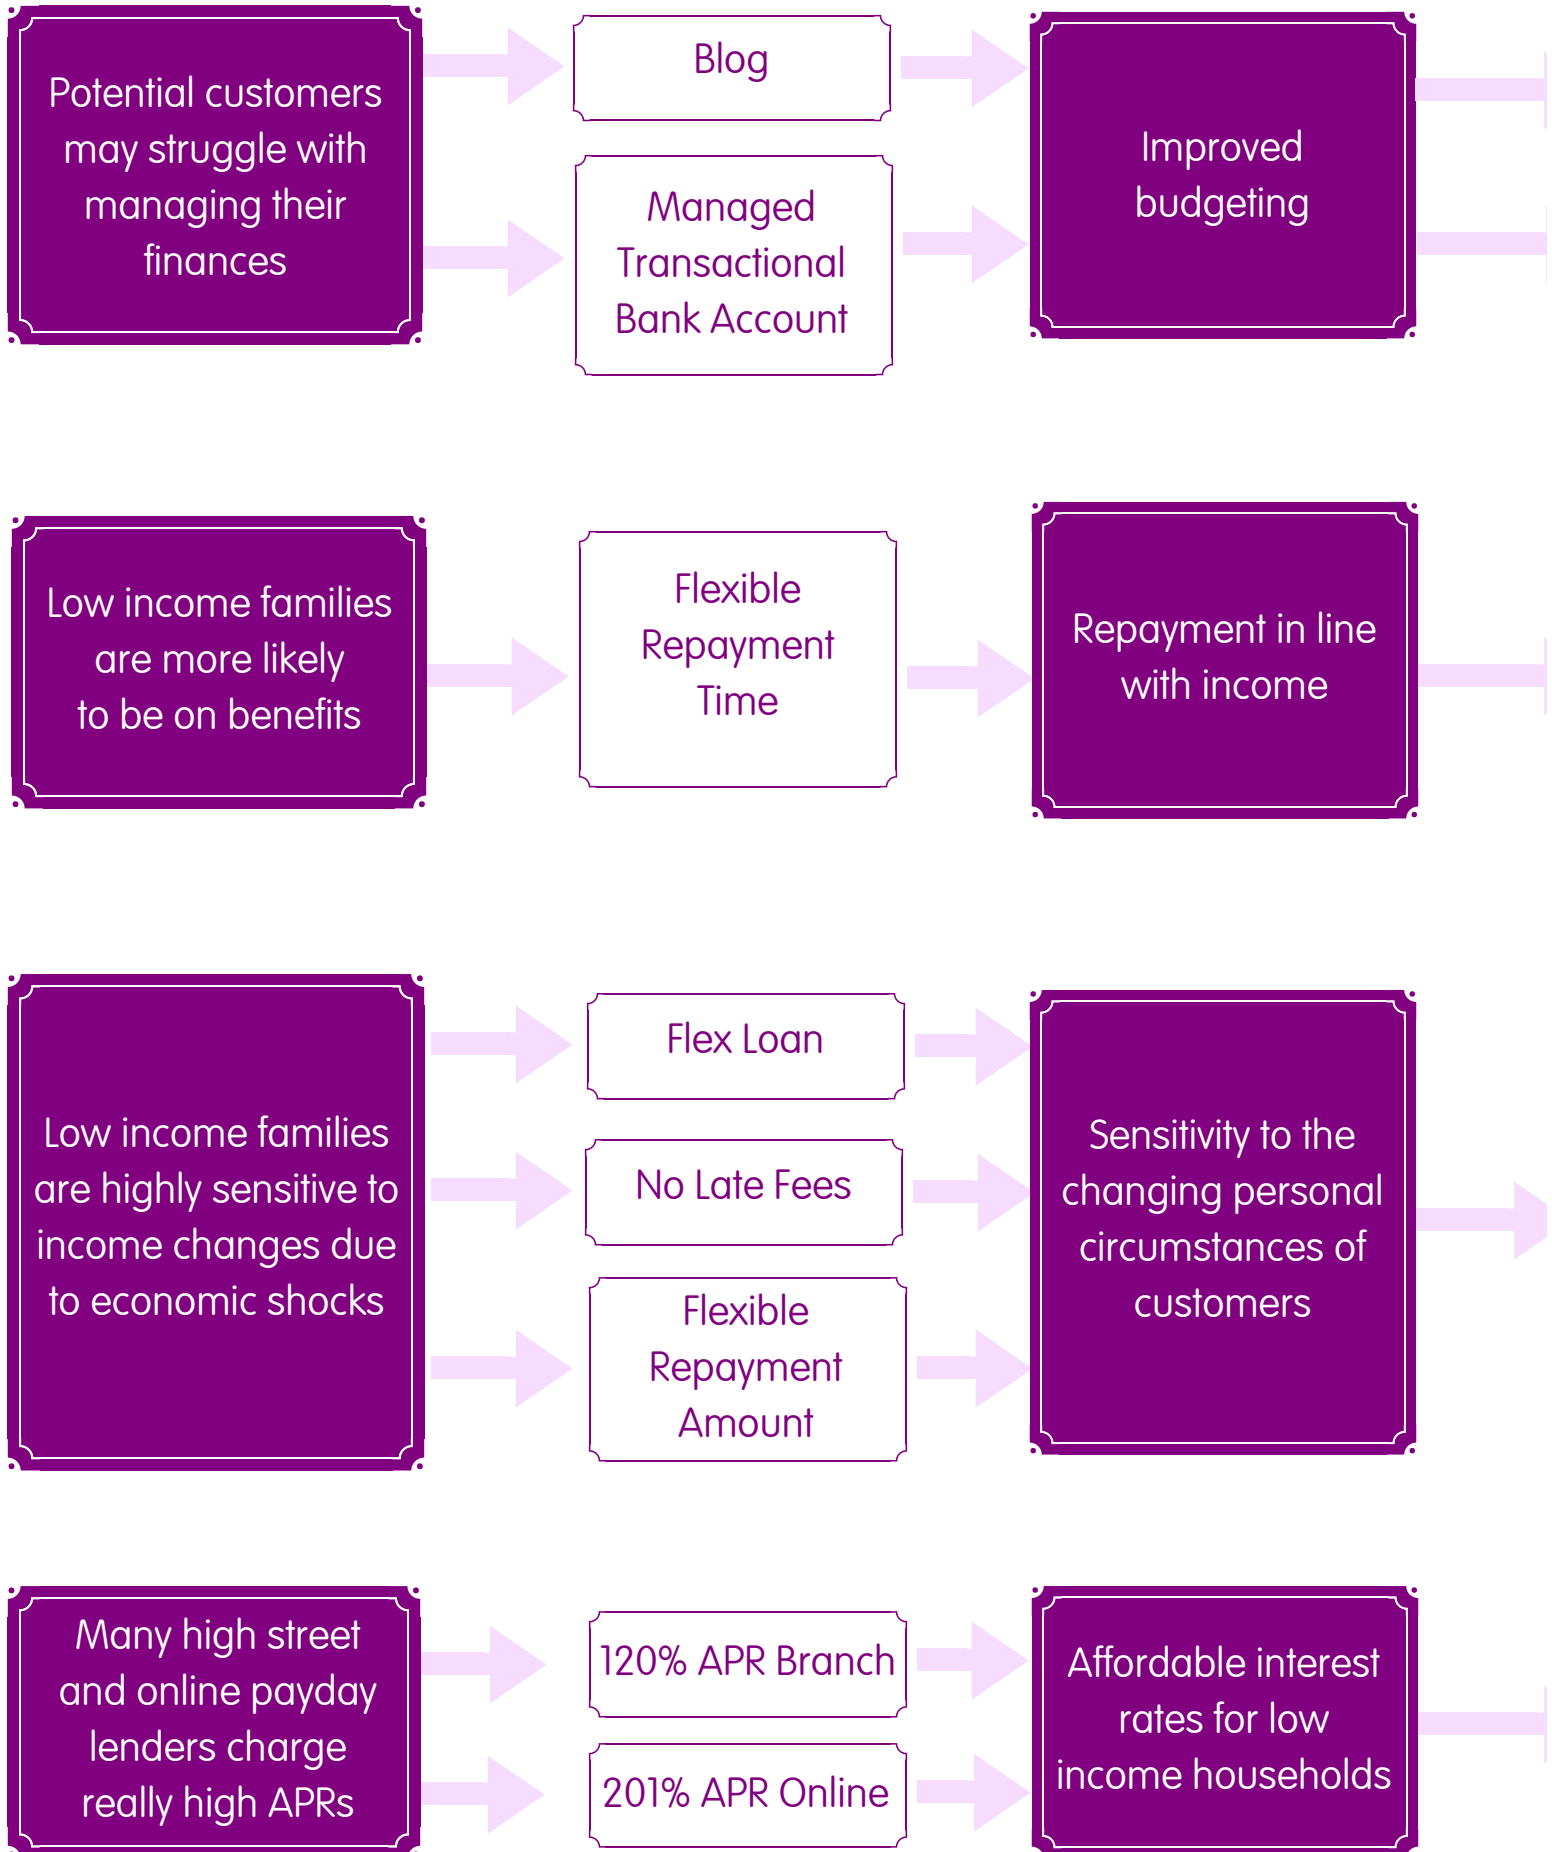 Potential customers
may struggle with
managing their
finances
Blog
Managed
Transactional
Bank Account
Improved
budgeting
Low income families
are more likely
to be on benefits
Flexible
Repayment
Time
Repayment in line
with income
Low income families
are highly sensitive to
income changes due
to economic shocks
Flex Loan
No Late Fees
Flexible
Repayment
Amount
Sensitivity to the
changing personal
circumstances of
customers
Many high street
and online payday
lenders charge
really high APRs
120% APR Branch
201% APR Online
Affordable interest
rates for low
income households